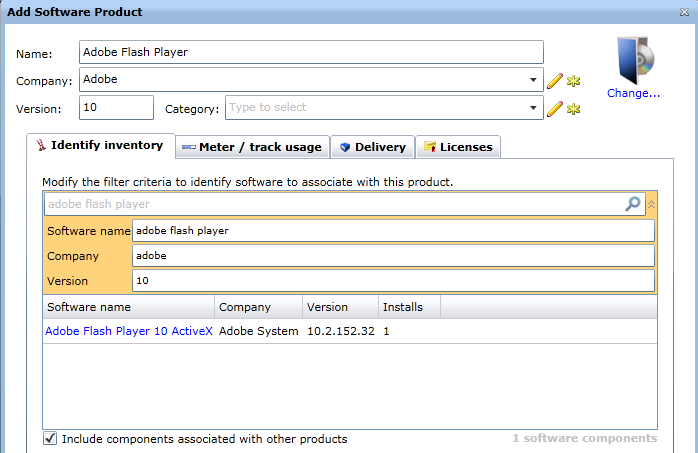 Add Software Product
Name: Adobe Flash Player
Company: Adobe
Change...
Version: 10 Category: Type to select
Identify inventory Meter / track usage Delivery Licenses
Modify the filter criteria to identify software to associate with this product.
adobe flash player
Software name adobe flash player
Company adobe
Version 10
Software name Company Version Installs
Adobe Flash Player 10 ActiveX Adobe System 10.2.152.32 1
Include components associated with other products 1 software components